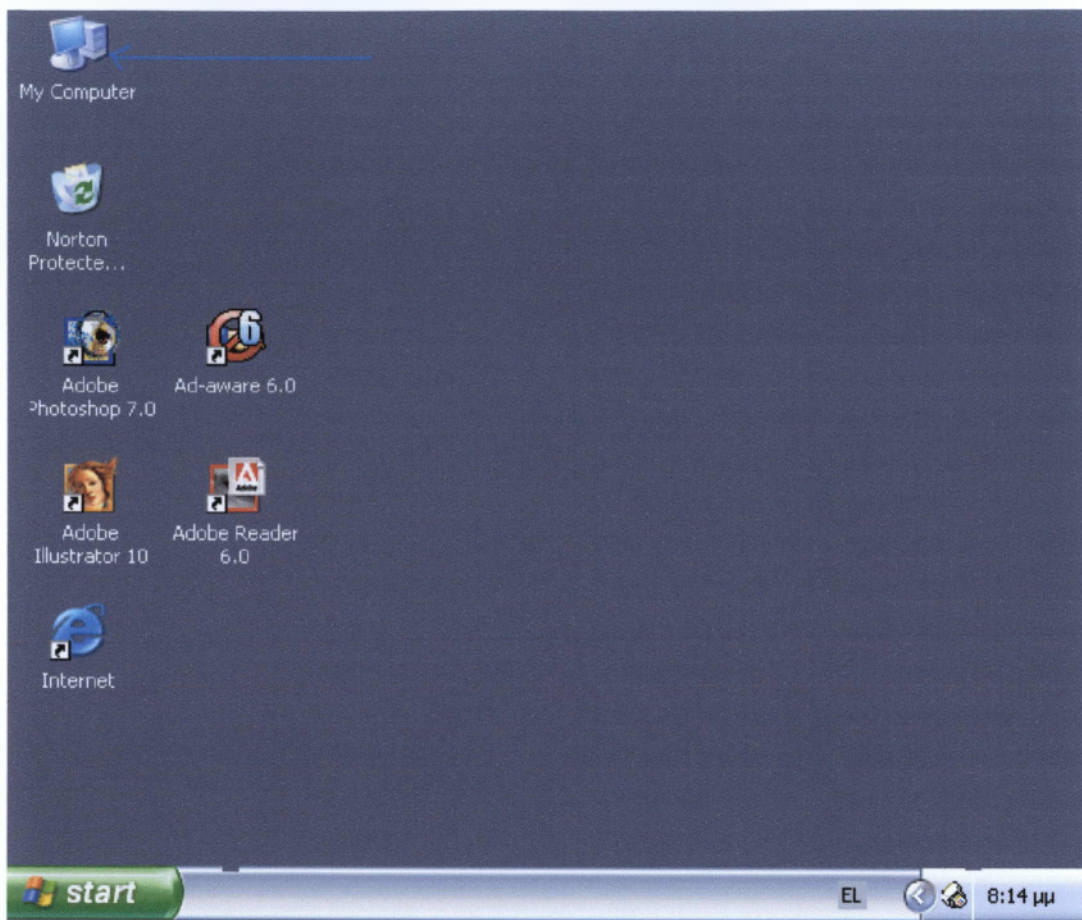 My Computer
Norton
Protecte...
Adobe
Photoshop 7.0
Ad-aware 6.0
Adobe
Illustrator 10
Adobe Reader
6.0
Internet
start
EL
8:14 μμ